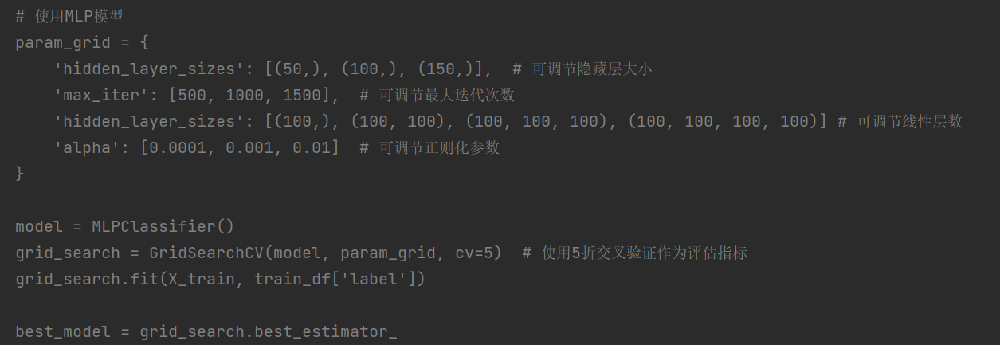 # 使用MLP模型
param_grid = {
    'hidden_layer_sizes': [(50,), (100,), (150,)],  # 可调节隐藏层大小
    'max_iter': [500, 1000, 1500],  # 可调节最大迭代次数
    'hidden_layer_sizes': [(100,), (100, 100), (100, 100, 100), (100, 100, 100, 100)] # 可调节线性层数
    'alpha': [0.0001, 0.001, 0.01]  # 可调节正则化参数
}
model = MLPClassifier()
grid_search = GridSearchCV(model, param_grid, cv=5)  # 使用5折交叉验证作为评估指标
grid_search.fit(X_train, train_df['label'])
best_model = grid_search.best_estimator_